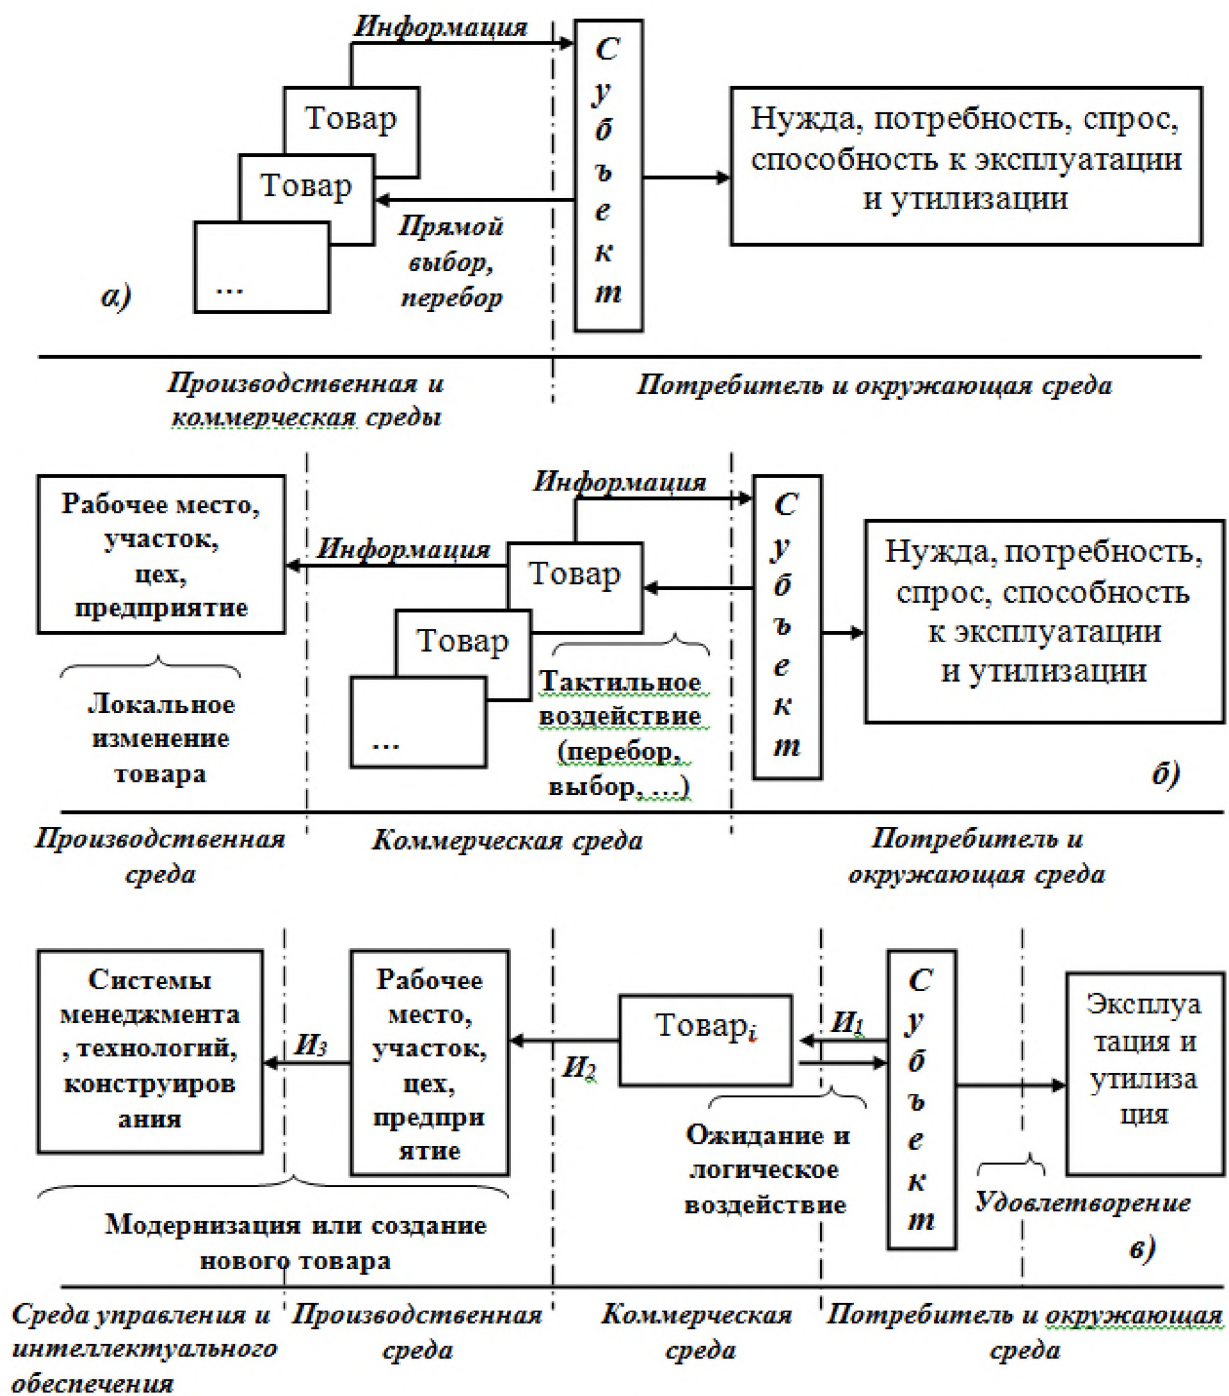 Информация
Субъект
Товар
Товар
...
Нужда, потребность, спрос,
способность к эксплуатации
и утилизации
Прямой
выбор,
перебор
а)
Производственная и
коммерческая среды
Потребитель и окружающая среда
Рабочее место,
участок,
цех,
предприятие
Информация
Информация
Товар
Товар
...
Субъект
Нужда, потребность,
спрос, способность
к эксплуатации
и утилизации
Локальное
изменение
товара
Тактильное
воздействие
(перебор,
выбор, ...)
б)
Производственная
среда
Коммерческая среда
Потребитель и
окружающая среда
Системы
менеджмента
, технологий,
конструиров
ания
И3
Рабочее
место,
участок,
цех,
предпри
ятие
И2
Товарi
И1
Субъект
Эксплуа
тация и
утилиза
ция
Ожидание и
логическое
воздействие
Удовлетворение
Модернизация или создание
нового товара
в)
Среда управления и
интеллектуального
обеспечения
Производственная
среда
Коммерческая
среда
Потребитель и окружающая
среда